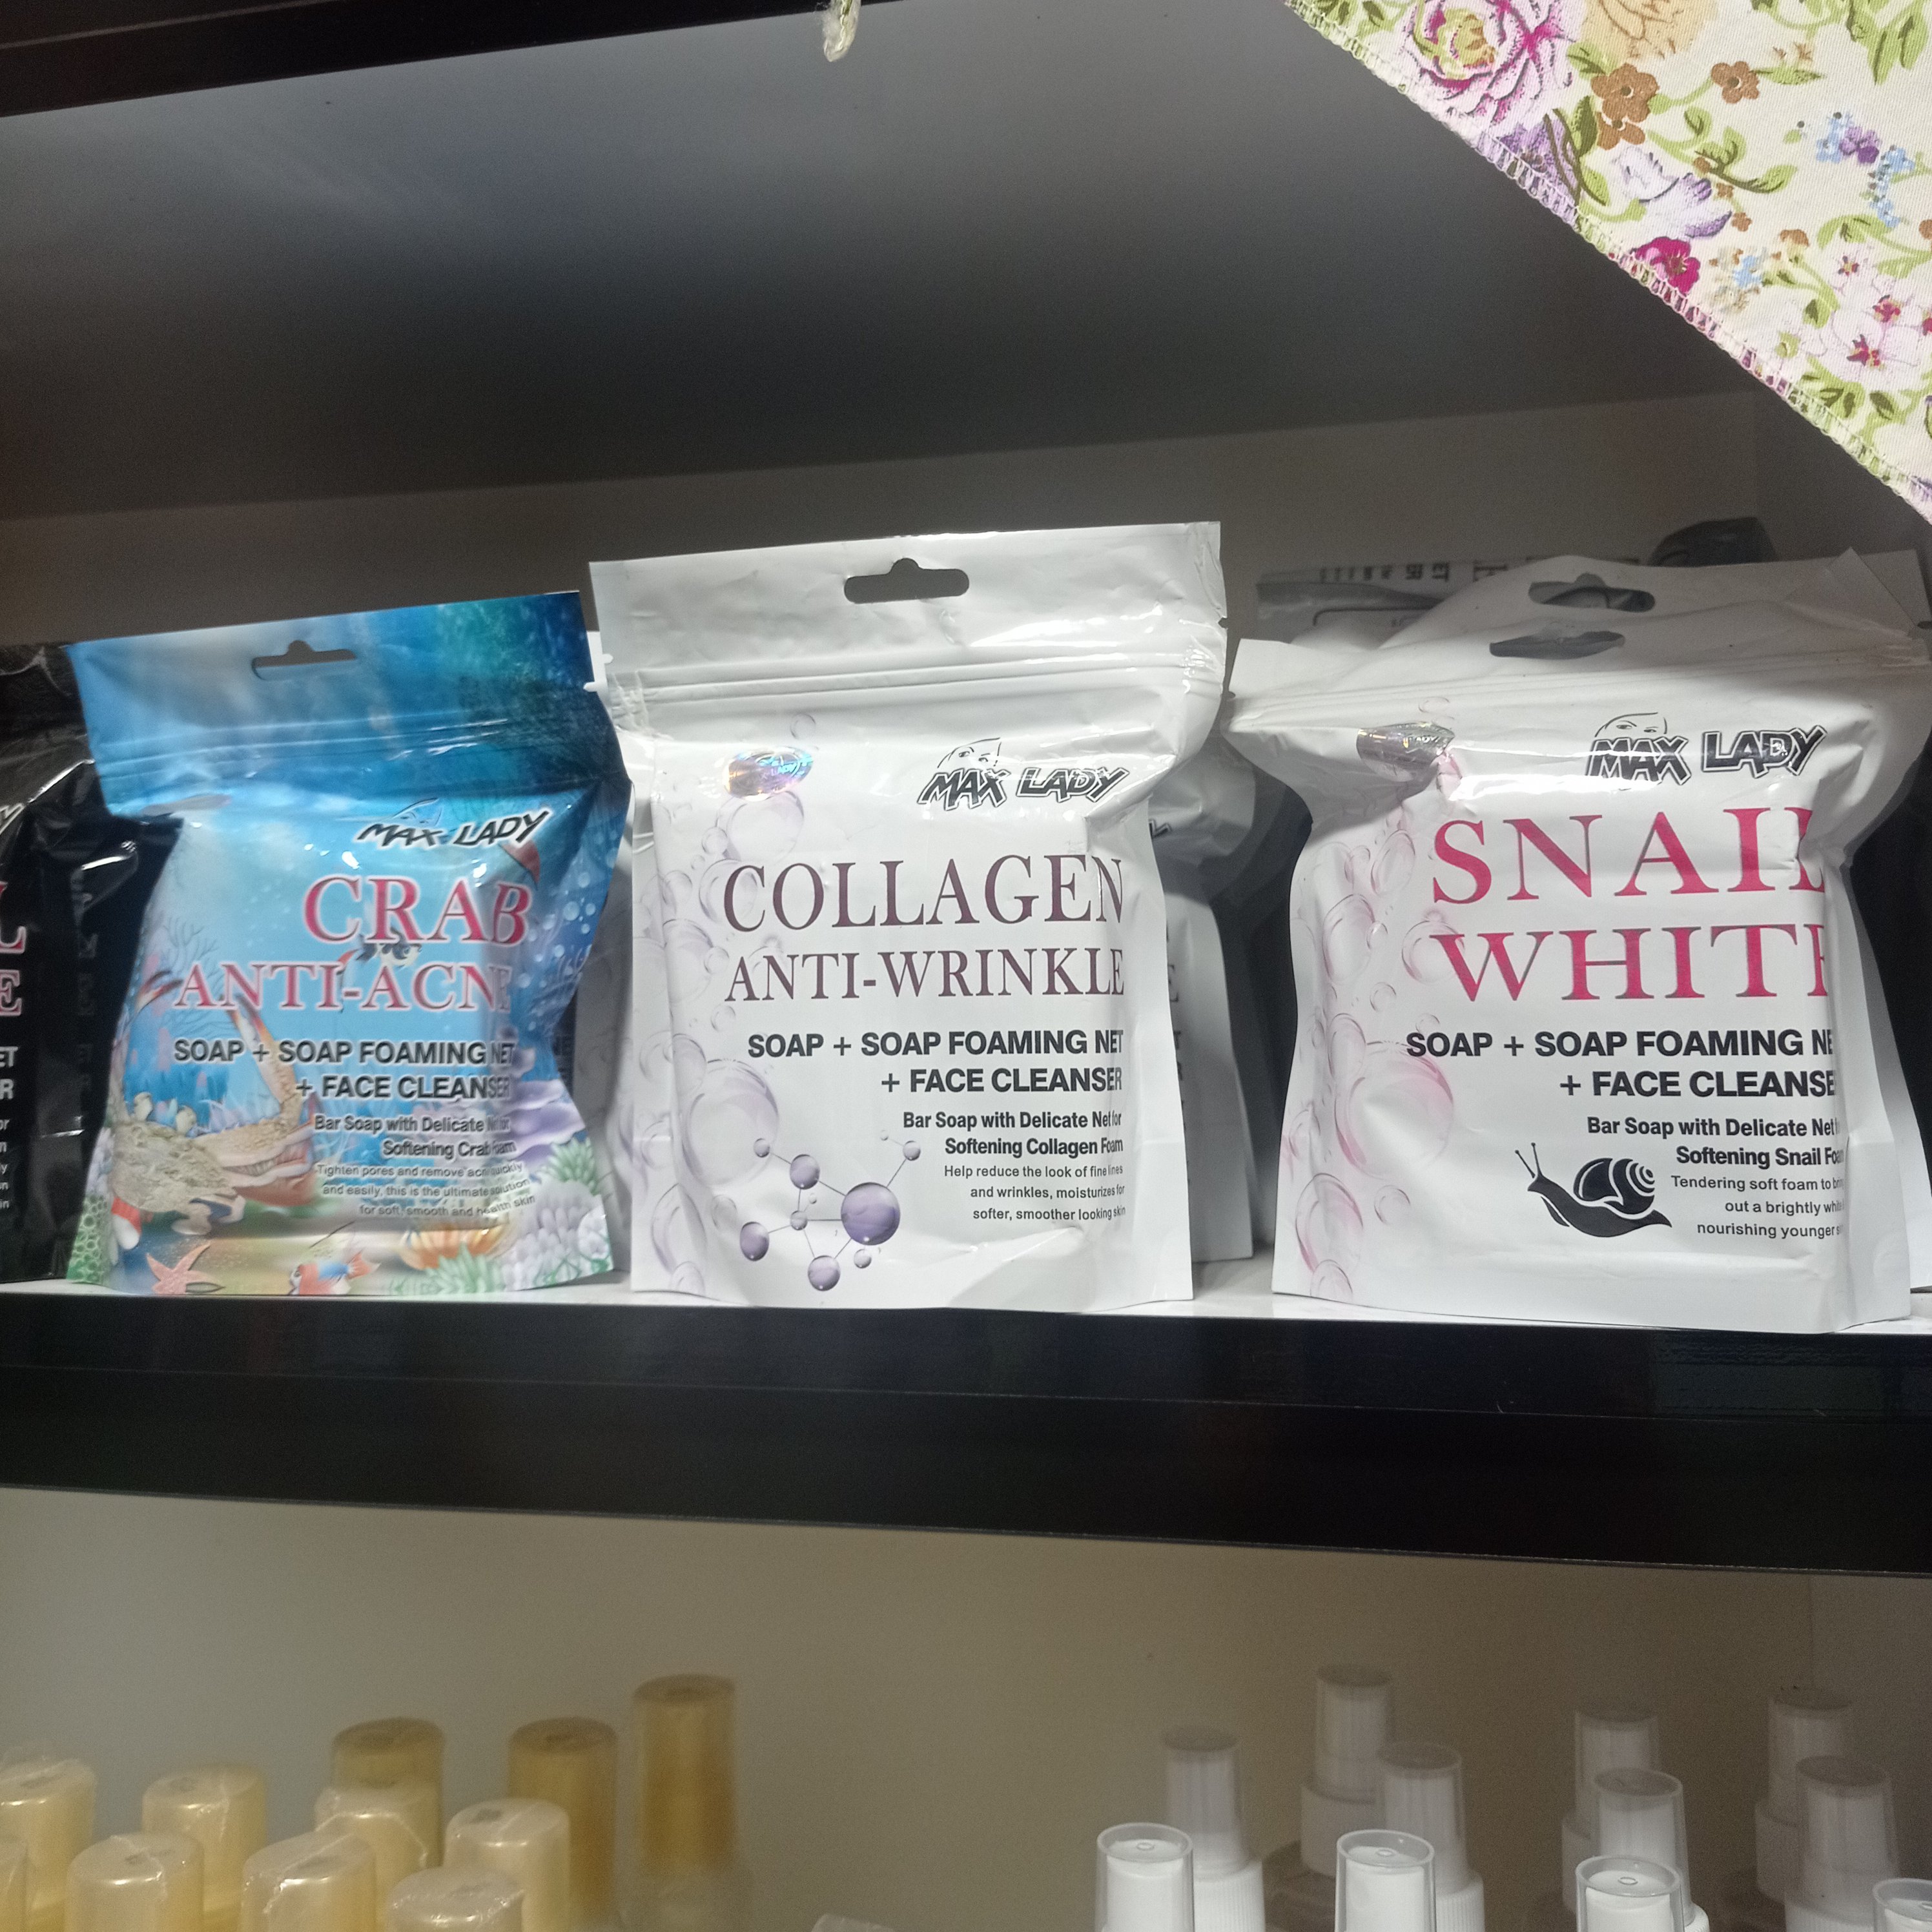 MAX LADY
CRAB
ANTI-ACNE
SOAP + SOAP FOAMING NET
+ FACE CLEANSER
Bar Soap with Delicate Net for
Softening Crab Foam
Tighten pores and remove acne quickly
and easily, this is the ultimate solution
for soft, smooth and health skin
MAX LADY
COLLAGEN
ANTI-WRINKLE
SOAP + SOAP FOAMING NET
+ FACE CLEANSER
Bar Soap with Delicate Net for
Softening Collagen Foam
Help reduce the look of fine lines
and wrinkles, moisturizes for
softer, smoother looking skin
MAX LADY
SNAIL
WHITE
SOAP + SOAP FOAMING NE
+ FACE CLEANSE
Bar Soap with Delicate Net
Softening Snail Foa
Tendering soft foam to
out a brightly
nourishing younger